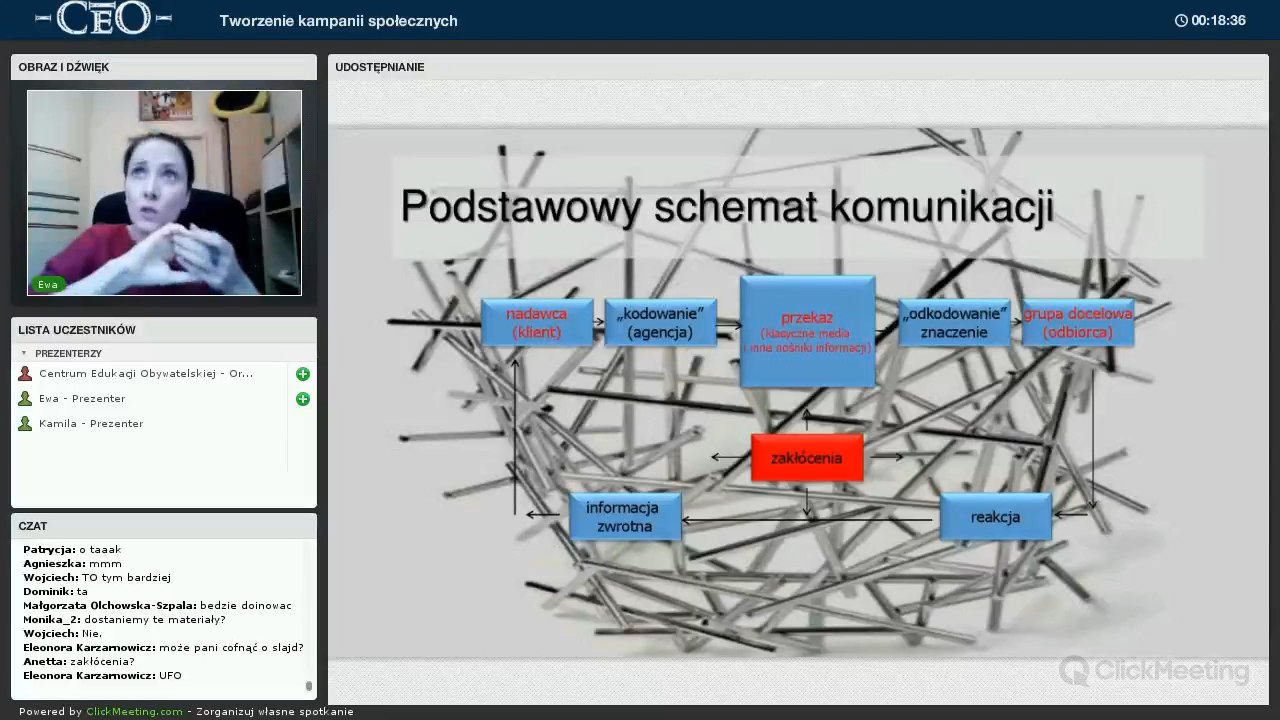 CEO
Tworzenie kampanii społecznych
00:18:36
OBRAZ I DŹWIĘK
Ewa
LISTA UCZESTNIKÓW
PREZENTERZY
Centrum Edukacji Obywatelskiej - Or...
Ewa - Prezenter
Kamila - Prezenter
CZAT
Patrycja: o taaak
Agnieszka: mmm
Wojciech: TO tym bardziej
Dominik: ta
Małgorzata Olchowska-Szpala: bedzie doinowac
Monika_2: dostaniemy te materiały?
Wojciech: Nie.
Eleonora Karzarnowicz: może pani cofnąć o slajd?
Anetta: zakłócenia?
Eleonora Karzarnowicz: UFO
UDOSTĘPNIANIE
Podstawowy schemat komunikacji
nadawca
(klient)
„kodowanie”
(agencja)
przekaz
(klasyczne media
i inne nośniki informacji)
„odkodowanie”
znaczenie
grupa docelowa
(odbiorca)
zakłócenia
informacja
zwrotna
reakcja
ClickMeeting
Powered by ClickMeeting.com - Zorganizuj własne spotkanie